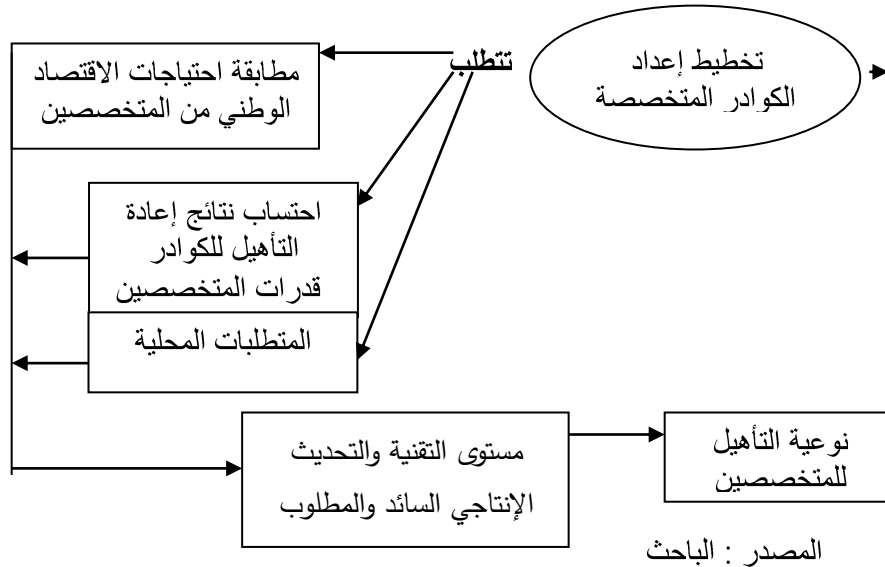 تخطيط إعداد
الكوادر المتخصصة
تتطلب
مطابقة احتياجات الاقتصاد
الوطني من المتخصصين
احتساب نتائج إعادة
التأهيل للكوادر
قدرات المتخصصين
المتطلبات المحلية
مستوى التقنية والتحديث
الإنتاجي السائد والمطلوب
نوعية التأهيل
للمتخصصين
المصدر : الباحث